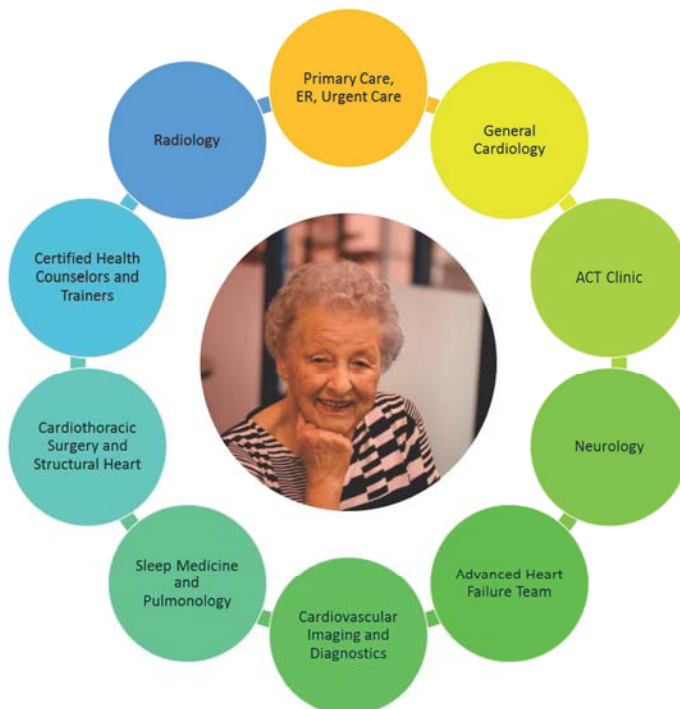 Primary Care,
ER, Urgent Care
General
Cardiology
ACT Clinic
Neurology
Advanced Heart
Failure Team
Cardiovascular
Imaging and
Diagnostics
Sleep Medicine
and
Pulmonology
Cardiothoracic
Surgery and
Structural Heart
Certified Health
Counselors and
Trainers
Radiology